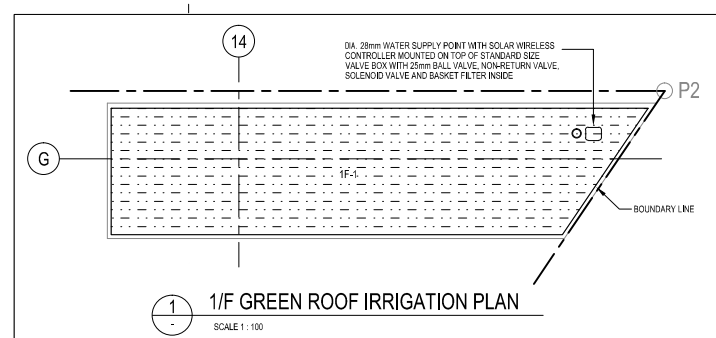 14
DIA. 28mm WATER SUPPLY POINT WITH SOLAR WIRELESS
CONTROLLER MOUNTED ON TOP OF STANDARD SIZE
VALVE BOX WITH 25mm BALL VALVE, NON-RETURN VALVE,
SOLENOID VALVE AND BASKET FILTER INSIDE
P2
G
1F-1
BOUNDARY LINE
1
-
1/F GREEN ROOF IRRIGATION PLAN
SCALE 1 : 100